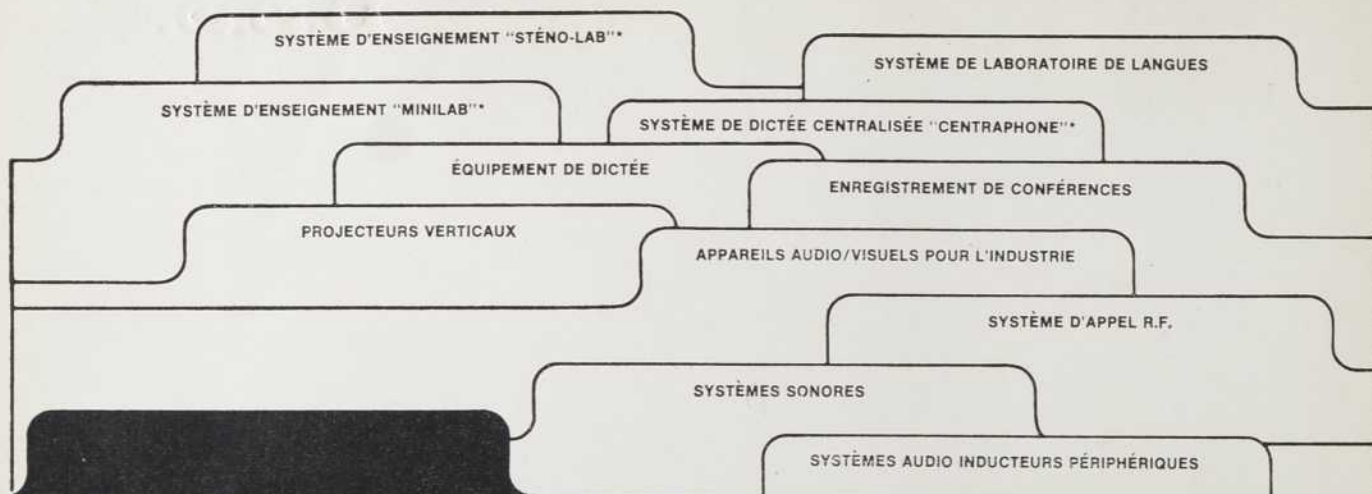 SYSTÈME D'ENSEIGNEMENT "STÉNO-LAB"*
SYSTÈME DE LABORATOIRE DE LANGUES
SYSTÈME D'ENSEIGNEMENT "MINILAB"*
SYSTÈME DE DICTÉE CENTRALISÉE "CENTRAPHONE"*
ÉQUIPEMENT DE DICTÉE
ENREGISTREMENT DE CONFÉRENCES
PROJECTEURS VERTICAUX
APPAREILS AUDIO/VISUELS POUR L'INDUSTRIE
SYSTÈME D'APPEL R.F.
SYSTÈMES SONORES
SYSTÈMES AUDIO INDUCTEURS PÉRIPHÉRIQUES